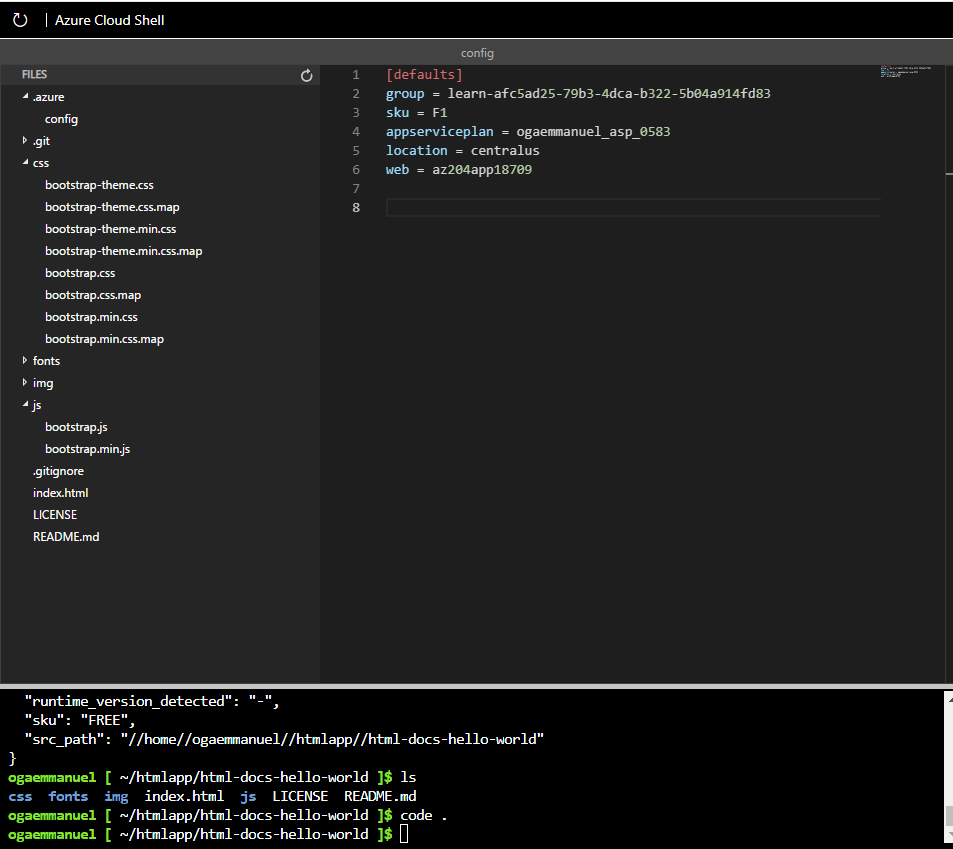 | Azure Cloud Shell
config
FILES
.azure
config
.git
css
bootstrap-theme.css
bootstrap-theme.css.map
bootstrap-theme.min.css
bootstrap-theme.min.css.map
bootstrap.css
bootstrap.css.map
bootstrap.min.css
bootstrap.min.css.map
fonts
img
js
bootstrap.js
bootstrap.min.js
.gitignore
index.html
LICENSE
README.md
1 [defaults]
2 group = learn-afc5ad25-79b3-4dca-b322-5b04a914fd83
3 sku = F1
4 appserviceplan = ogaemmanuel_asp_0583
5 location = centralus
6 web = az204app18709
7
8
"runtime_version_detected": "-",
"sku": "FREE",
"src_path": "//home//ogaemmanuel//htmlapp//html-docs-hello-world"
}
ogaemmanuel [ ~/htmlapp/html-docs-hello-world ]$ ls
css fonts img index.html js LICENSE README.md
ogaemmanuel [ ~/htmlapp/html-docs-hello-world ]$ code .
ogaemmanuel [ ~/htmlapp/html-docs-hello-world ]$